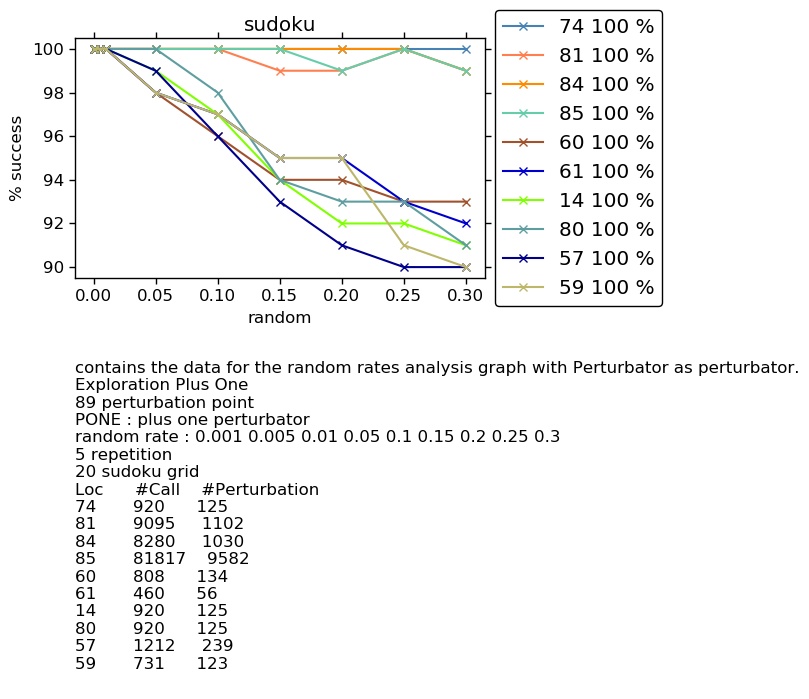 sudoku
100
98
96
94
92
90
% success
0.00 0.05 0.10 0.15 0.20 0.25 0.30
random
74 100 %
81 100 %
84 100 %
85 100 %
60 100 %
61 100 %
14 100 %
80 100 %
57 100 %
59 100 %
contains the data for the random rates analysis graph with Perturbator as perturbator.
Exploration Plus One
89 perturbation point
PONE : plus one perturbator
random rate : 0.001 0.005 0.01 0.05 0.1 0.15 0.2 0.25 0.3
5 repetition
20 sudoku grid
Loc #Call #Perturbation
74 920 125
81 9095 1102
84 8280 1030
85 81817 9582
60 808 134
61 460 56
14 920 125
80 920 125
57 1212 239
59 731 123